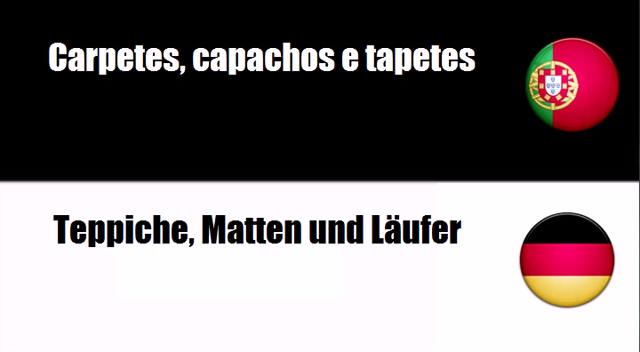 Carpetes, capachos e tapetes
Teppiche, Matten und Läufer